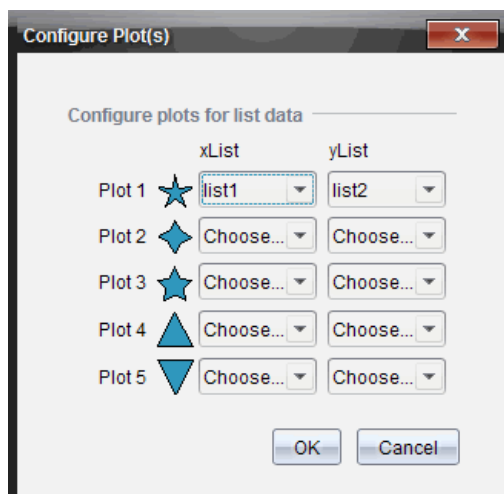 Configure Plot(s)
Configure plots for list data
xList yList
Plot 1 list1 list2
Plot 2 Choose... Choose...
Plot 3 Choose... Choose...
Plot 4 Choose... Choose...
Plot 5 Choose... Choose...
OK Cancel